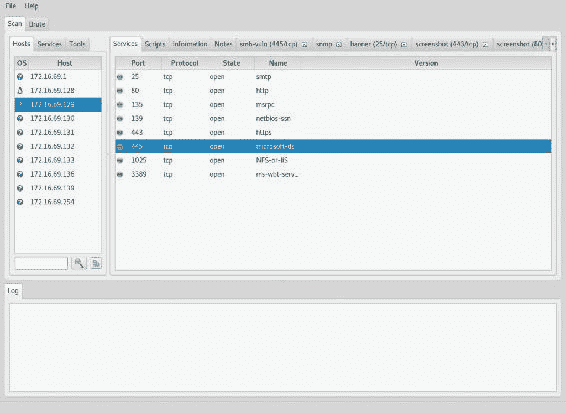 File Help
Scan Brute
Hosts Services Tools
Services Scripts Information Notes smb-vuln (445/tcp) snmp banner (25/tcp) screenshot (443/tcp) screenshot (80
OS Host
Port Protocol State Name Version
172.16.69.1
172.16.69.128
172.16.69.129
172.16.69.130
172.16.69.131
172.16.69.132
172.16.69.133
172.16.69.136
172.16.69.139
172.16.69.254
25 tcp open smtp
80 tcp open http
135 tcp open msrpc
139 tcp open netbios-ssn
443 tcp open https
445 tcp open microsoft-ds
1025 tcp open NFS-or-IIS
3389 tcp open ms-wbt-serv...
Log